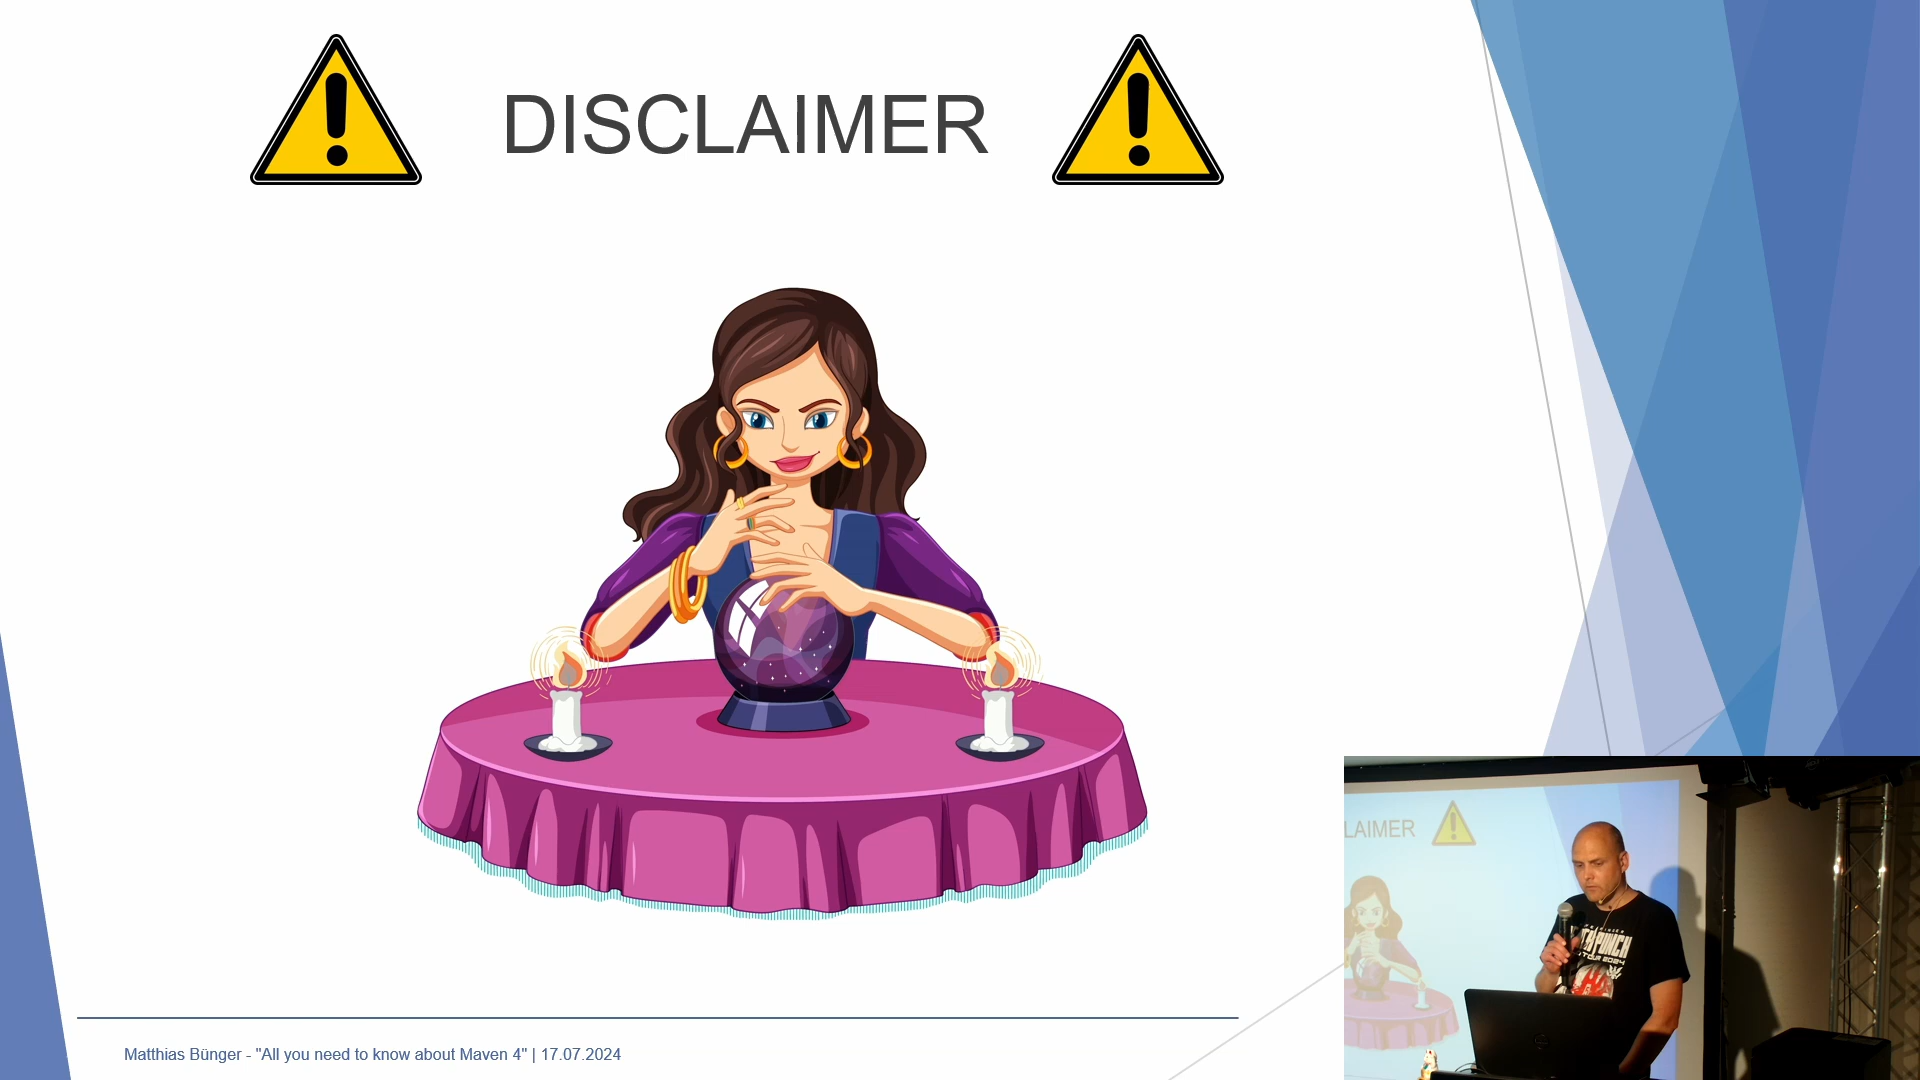 DISCLAIMER
LAIMER
Matthias Bünger - "All you need to know about Maven 4" | 17.07.2024